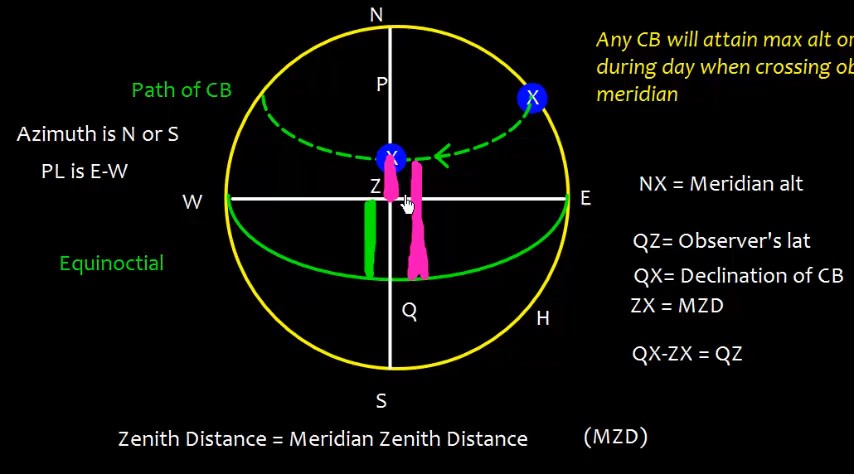 N
Any CB will attain max alt on
during day when crossing ob
meridian
Path of CB
P
X
Azimuth is N or S
X
PL is E-W
Z
NX = Meridian alt
W
E
QZ= Observer's lat
Equinoctial
QX= Declination of CB
ZX = MZD
Q
H
QX-ZX = QZ
S
Zenith Distance = Meridian Zenith Distance
(MZD)